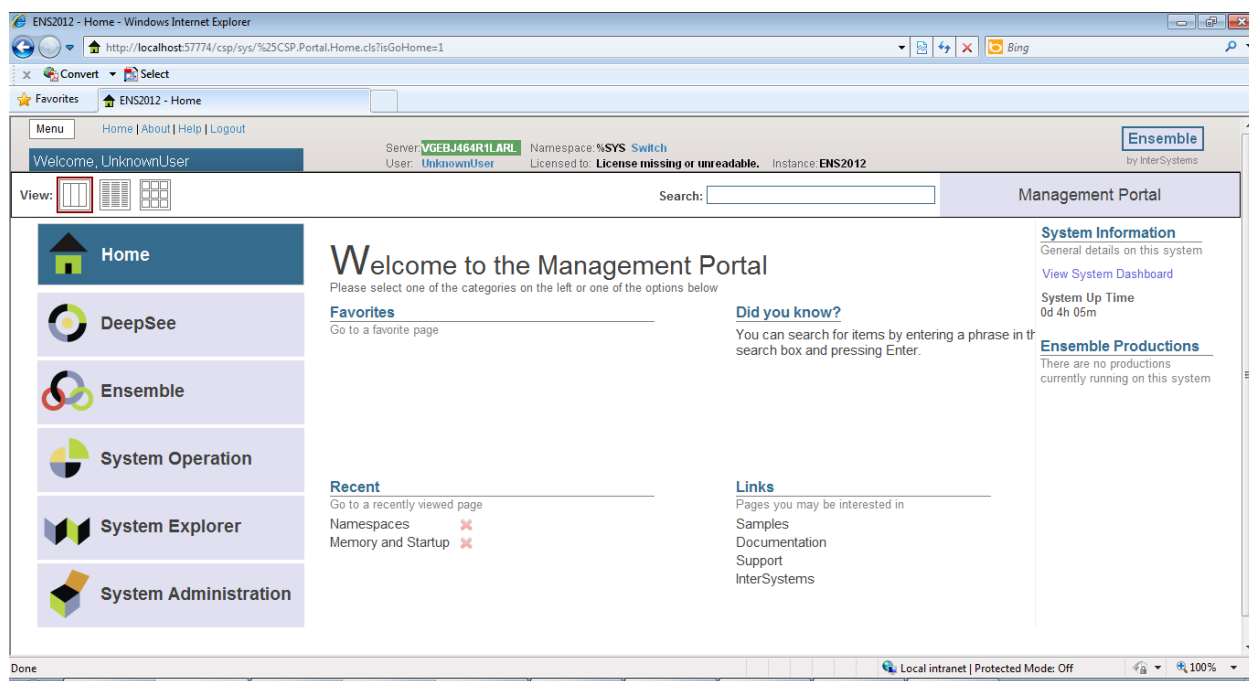 ENS2012 - Home - Windows Internet Explorer
http://localhost:57774/csp/sys/%25CSP.Portal.Home.cls?isGoHome=1
Bing
x Convert Select
Favorites ENS2012 - Home
Menu Home | About | Help | Logout
Welcome, UnknownUser
Server: VGEBJ464R1LARL Namespace: %SYS Switch
User: UnknownUser Licensed to: License missing or unreadable. Instance: ENS2012
Ensemble
by InterSystems
View:
Search:
Management Portal
Home
DeepSee
Ensemble
System Operation
System Explorer
System Administration
Welcome to the Management Portal
Please select one of the categories on the left or one of the options below
Favorites
Go to a favorite page
Did you know?
You can search for items by entering a phrase in th
search box and pressing Enter.
Recent
Go to a recently viewed page
Namespaces
Memory and Startup
Links
Pages you may be interested in
Samples
Documentation
Support
InterSystems
System Information
General details on this system
View System Dashboard
System Up Time
0d 4h 05m
Ensemble Productions
There are no productions
currently running on this system
Done
Local intranet | Protected Mode: Off
100%